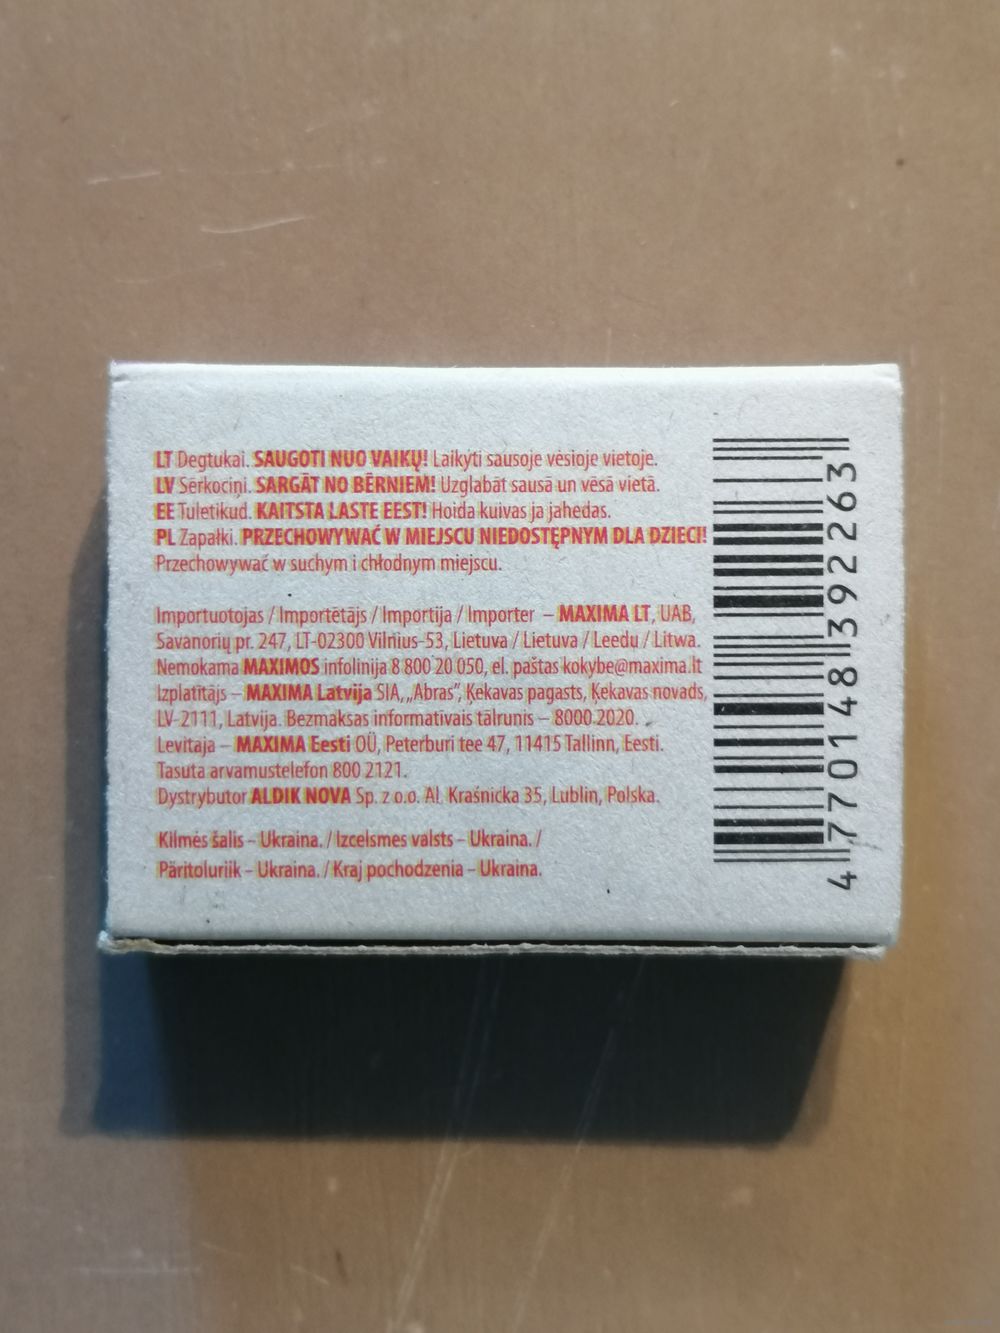 LT Degtukai. SAUGOTI NUO VAIKŲ! Laikyti sausoje vėsioje vietoje.
LV Sērkociņi. SARGĀT NO BĒRNIEM! Uzglabāt sausā un vēsā vietā.
EE Tuletikud. KAITSTA LASTE EEST! Hoida kuivas ja jahedas.
PL Zapałki. PRZECHOWYWAĆ W MIEJSCU NIEDOSTĘPNYM DLA DZIECI!
Przechowywać w suchym i chłodnym miejscu.
Importuotojas / Importētājs / Importija / Importer – MAXIMA LT, UAB,
Savanorių pr. 247, LT-02300 Vilnius-53, Lietuva / Lietuva / Leedu / Litwa.
Nemokama MAXIMOS infolinija 8 800 20 050, el. paštas kokybe@maxima.lt
Izplatītājs – MAXIMA Latvija SIA, „Abras", Ķekavas pagasts, Ķekavas novads,
LV-2111, Latvija. Bezmaksas informatīvais tālrunis – 8000 2020.
Levitaja – MAXIMA Eesti OÜ, Peterburi tee 47, 11415 Tallinn, Eesti.
Tasuta arvamustelefon 800 2121.
Dystrybutor ALDIK NOVA Sp. z o.o. Al. Kraśnicka 35, Lublin, Polska.
Kilmės šalis – Ukraina. / Izcelsmes valsts – Ukraina. /
Päritoluriik – Ukraina. / Kraj pochodzenia – Ukraina.
4 770148 392263